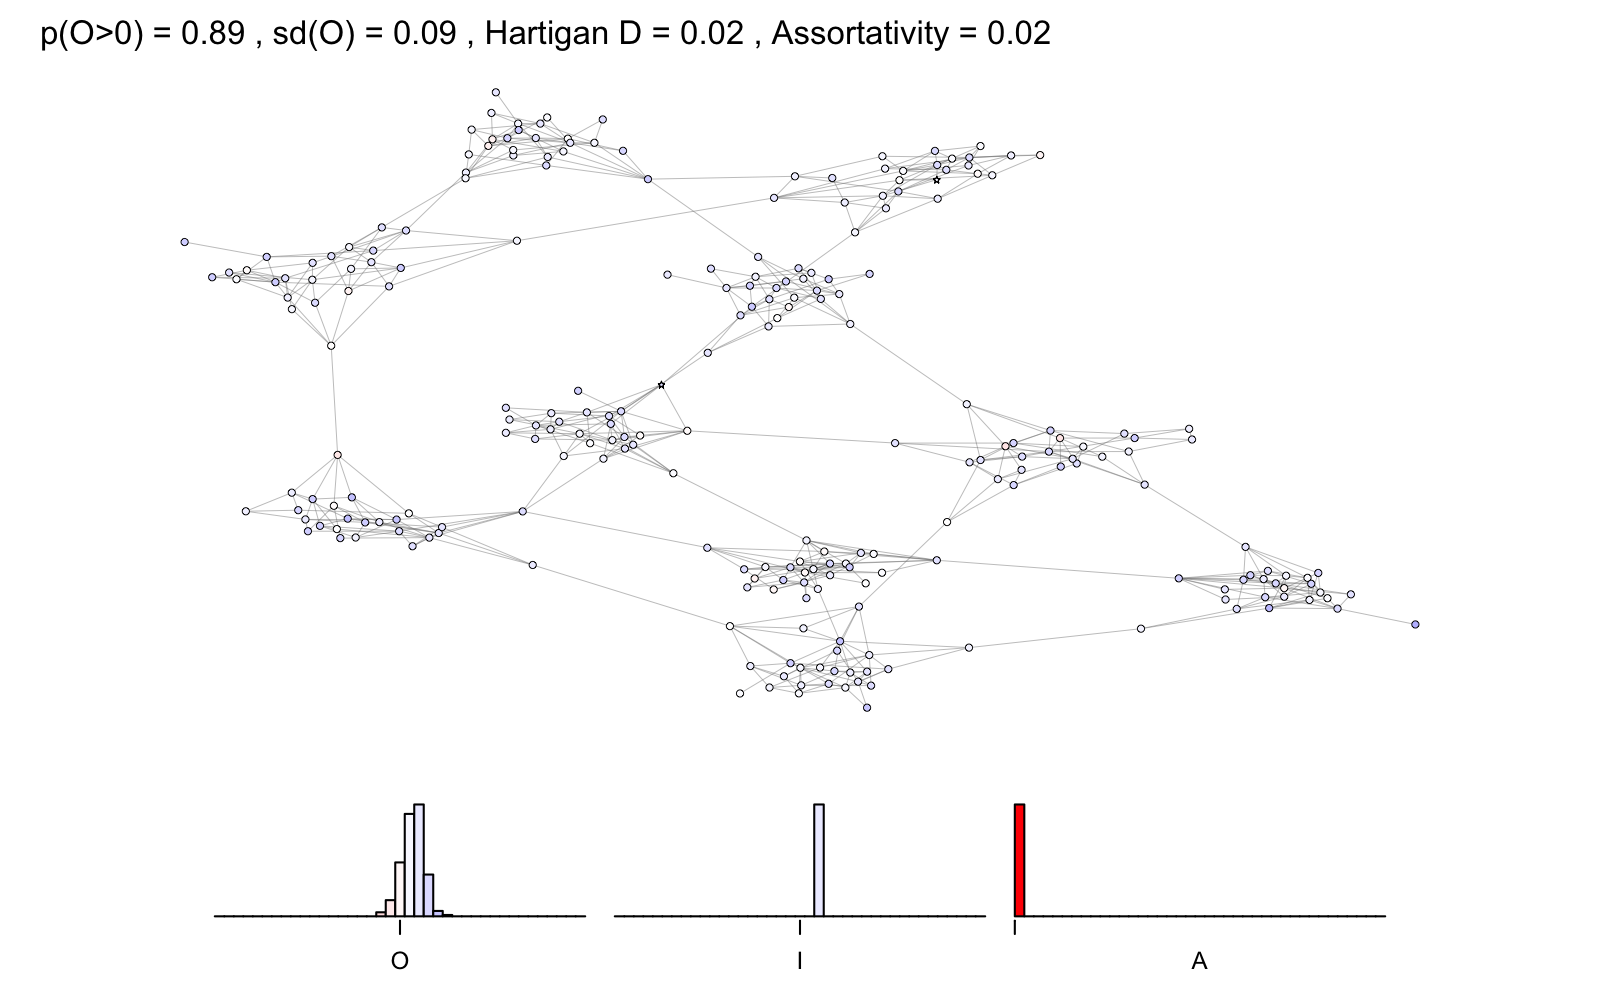 p(O>0) = 0.89 , sd(O) = 0.09 , Hartigan D = 0.02 , Assortativity = 0.02
O
I
A